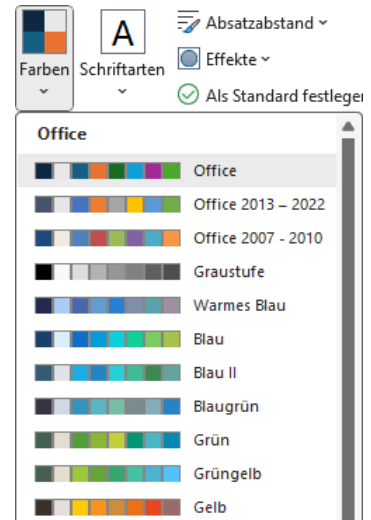 Absatzabstand
A
Effekte
Farben
Schriftarten
Als Standard festlege
Office
Office
Office 2013 – 2022
Office 2007 - 2010
Graustufe
Warmes Blau
Blau
Blau II
Blaugrün
Grün
Grüngelb
Gelb